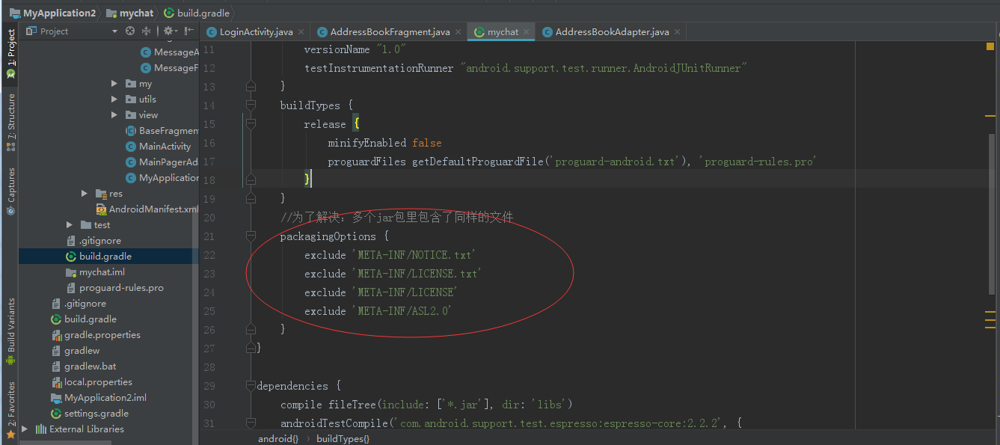 MyApplication2 mychat build.gradle
Project
LoginActivity.java AddressBookFragment.java mychat AddressBookAdapter.java
1: Project
7: Structure
Captures
Build Variants
2: Favorites
MessageA
MessageF
my
utils
view
BaseFragmen
MainActivity
MainPagerAd
MyApplication
res
AndroidManifest.xml
test
.gitignore
build.gradle
mychat.iml
proguard-rules.pro
.gitignore
build.gradle
gradle.properties
gradlew
gradlew.bat
local.properties
MyApplication2.iml
settings.gradle
External Libraries
11 versionName "1.0"
12 testInstrumentationRunner "android.support.test.runner.AndroidJUnitRunner"
13 }
14 buildTypes {
15 release {
16 minifyEnabled false
17 proguardFiles getDefaultProguardFile('proguard-android.txt'), 'proguard-rules.pro'
18 }
19 }
20 //为了解决：多个jar包里包含了同样的文件
21 packagingOptions {
22 exclude 'META-INF/NOTICE.txt'
23 exclude 'META-INF/LICENSE.txt'
24 exclude 'META-INF/LICENSE'
25 exclude 'META-INF/ASL2.0'
26 }
27 }
28
29 dependencies {
30 compile fileTree(include: ['*.jar'], dir: 'libs')
31 androidTestCompile('com.android.support.test.espresso:espresso-core:2.2.2', {
android{} buildTypes{}